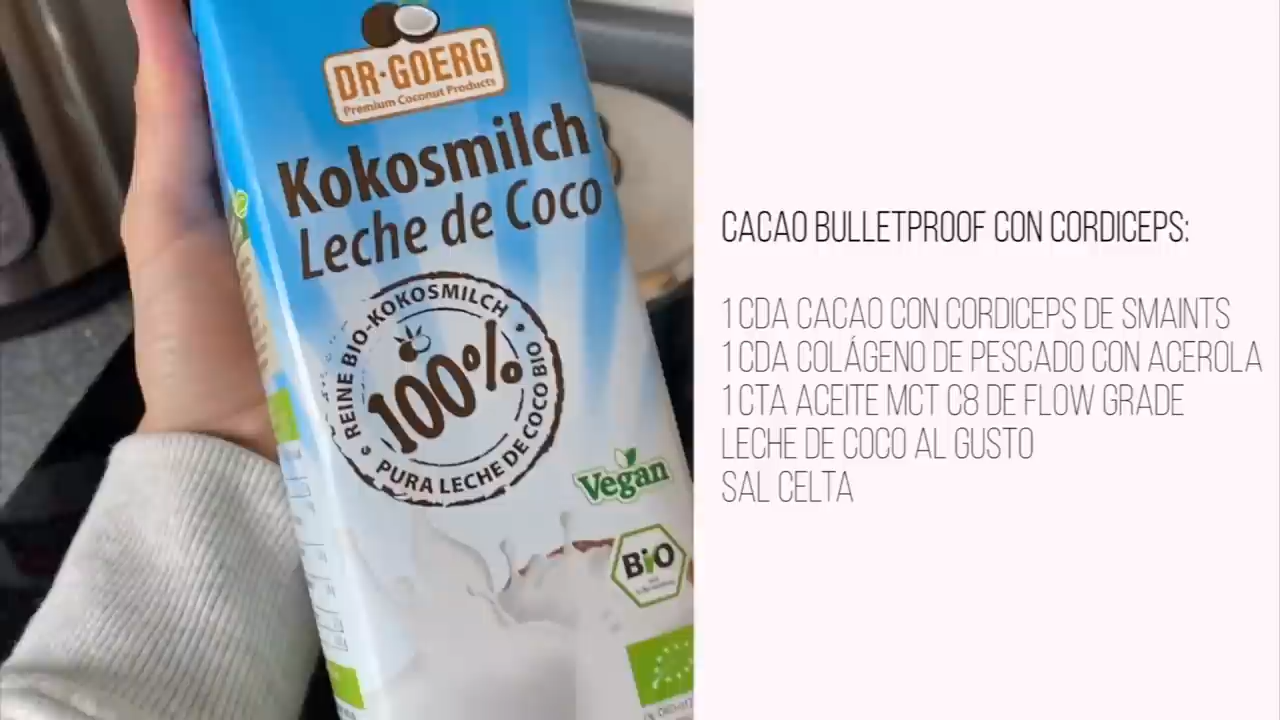 DR·GOERG
Premium Coconut Products
Kokosmilch
Leche de Coco
REINE BIO-KOKOSMILCH
100%
PURA LECHE DE COCO BIO
Vegan
BiO
CACAO BULLETPROOF CON CORDICEPS:
1 CDA CACAO CON CORDICEPS DE SMAINTS
1 CDA COLÁGENO DE PESCADO CON ACEROLA
1 CTA ACEITE MCT C8 DE FLOW GRADE
LECHE DE COCO AL GUSTO
SAL CELTA